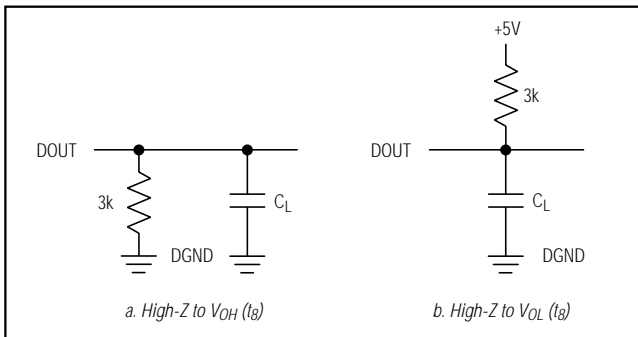 DOUT
3k
C_L
DGND
a. High-Z to V_OH (t_8)
+5V
3k
DOUT
C_L
DGND
b. High-Z to V_OL (t_8)